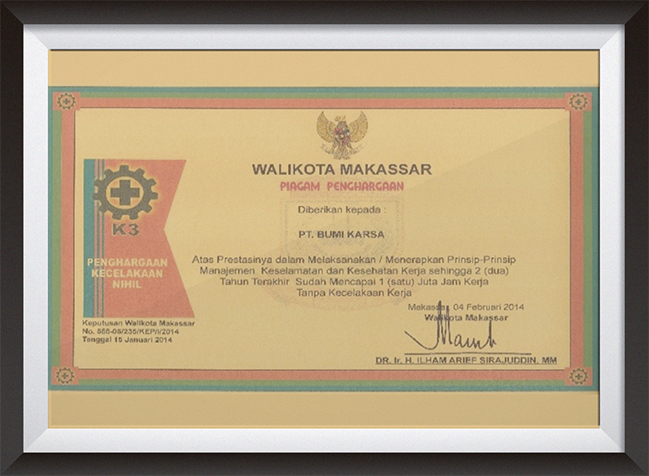 WALIKOTA MAKASSAR
PIAGAM PENGHARGAAN
Diberikan kepada :
PT. BUMI KARSA
Atas Prestasinya dalam Melaksanakan / Menerapkan Prinsip-Prinsip
Manajemen Keselamatan dan Kesehatan Kerja sehingga 2 (dua)
Tahun Terakhir Sudah Mencapai 1 (satu) Juta Jam Kerja
Tanpa Kecelakaan Kerja
K3
PENGHARGAAN
KECELAKAAN
NIHIL
Keputusan Walikota Makassar
Tanggal 15 Januari 2014
Makassar, 04 Februari 2014
Walikota Makassar
DR. Ir. H. ILHAM ARIEF SIRAJUDDIN, MM